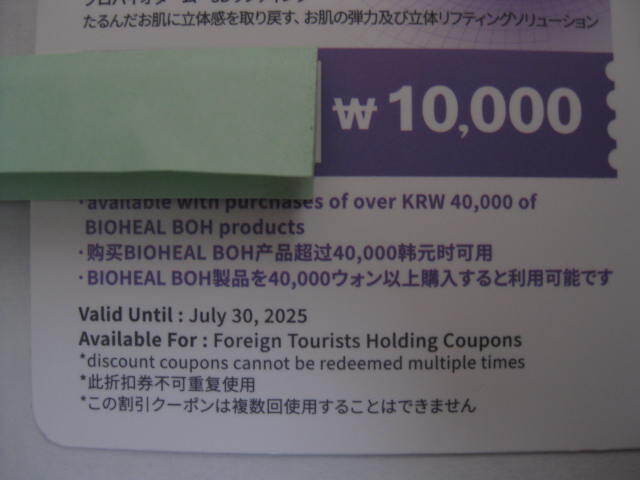 たるんだお肌に立体感を取り戻す、お肌の弾力及び立体リフティングソリューション
₩ 10,000
·available with purchases of over KRW 40,000 of
BIOHEAL BOH products
·购买BIOHEAL BOH产品超过40,000韩元时可用
·BIOHEAL BOH製品を40,000ウォン以上購入すると利用可能です
Valid Until : July 30, 2025
Available For : Foreign Tourists Holding Coupons
*discount coupons cannot be redeemed multiple times
*此折扣券不可重复使用
*この割引クーポンは複数回使用することはできません